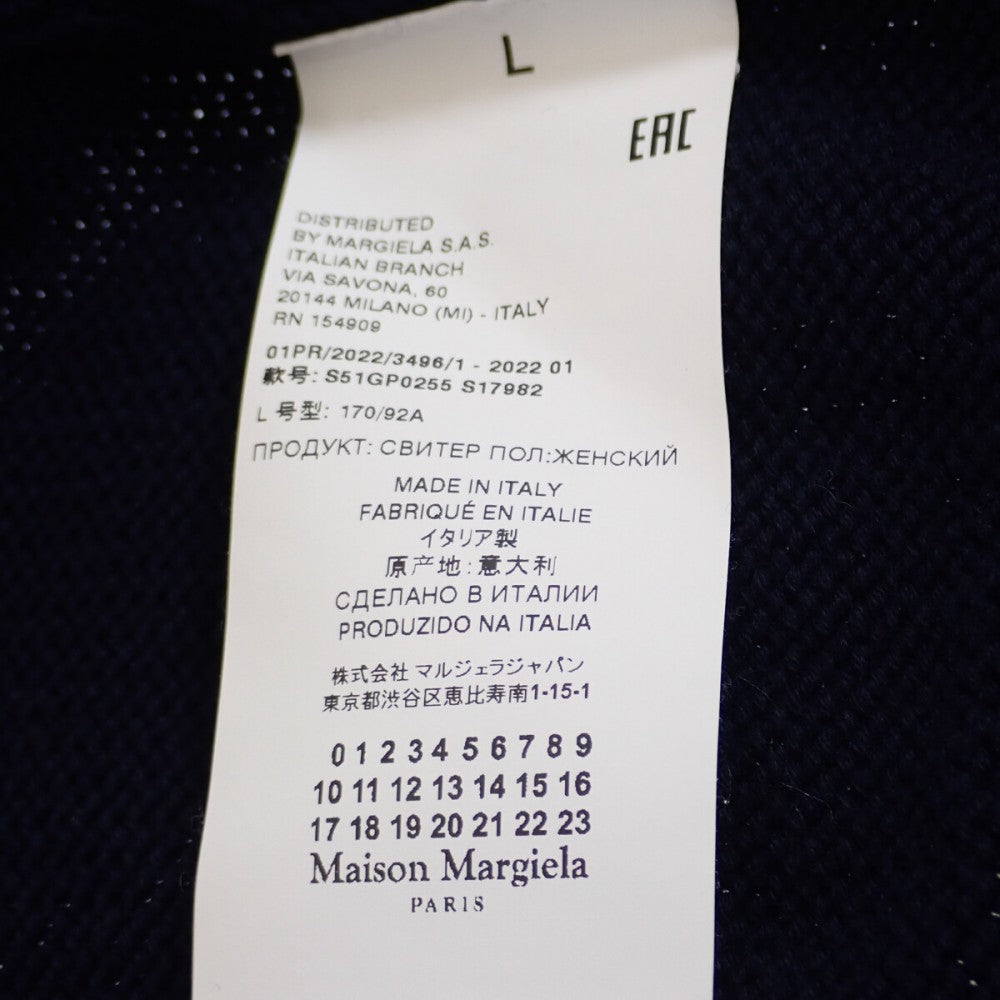 L
EAC
DISTRIBUTED
BY MARGIELA S.A.S.
ITALIAN BRANCH
VIA SAVONA, 60
20144 MILANO (MI) - ITALY
RN 154909
01PR/2022/3496/1 - 2022 01
款号: S51GP0255 S17982
L 号型: 170/92A
ПРОДУКТ: СВИТЕР ПОЛ:ЖЕНСКИЙ
MADE IN ITALY
FABRIQUÉ EN ITALIE
イタリア製
原产地:意大利
СДЕЛАНО В ИТАЛИИ
PRODUZIDO NA ITALIA
株式会社 マルジェラジャパン
東京都渋谷区恵比寿南1-15-1
0 1 2 3 4 5 6 7 8 9
10 11 12 13 14 15 16
17 18 19 20 21 22 23
Maison Margiela
PARIS